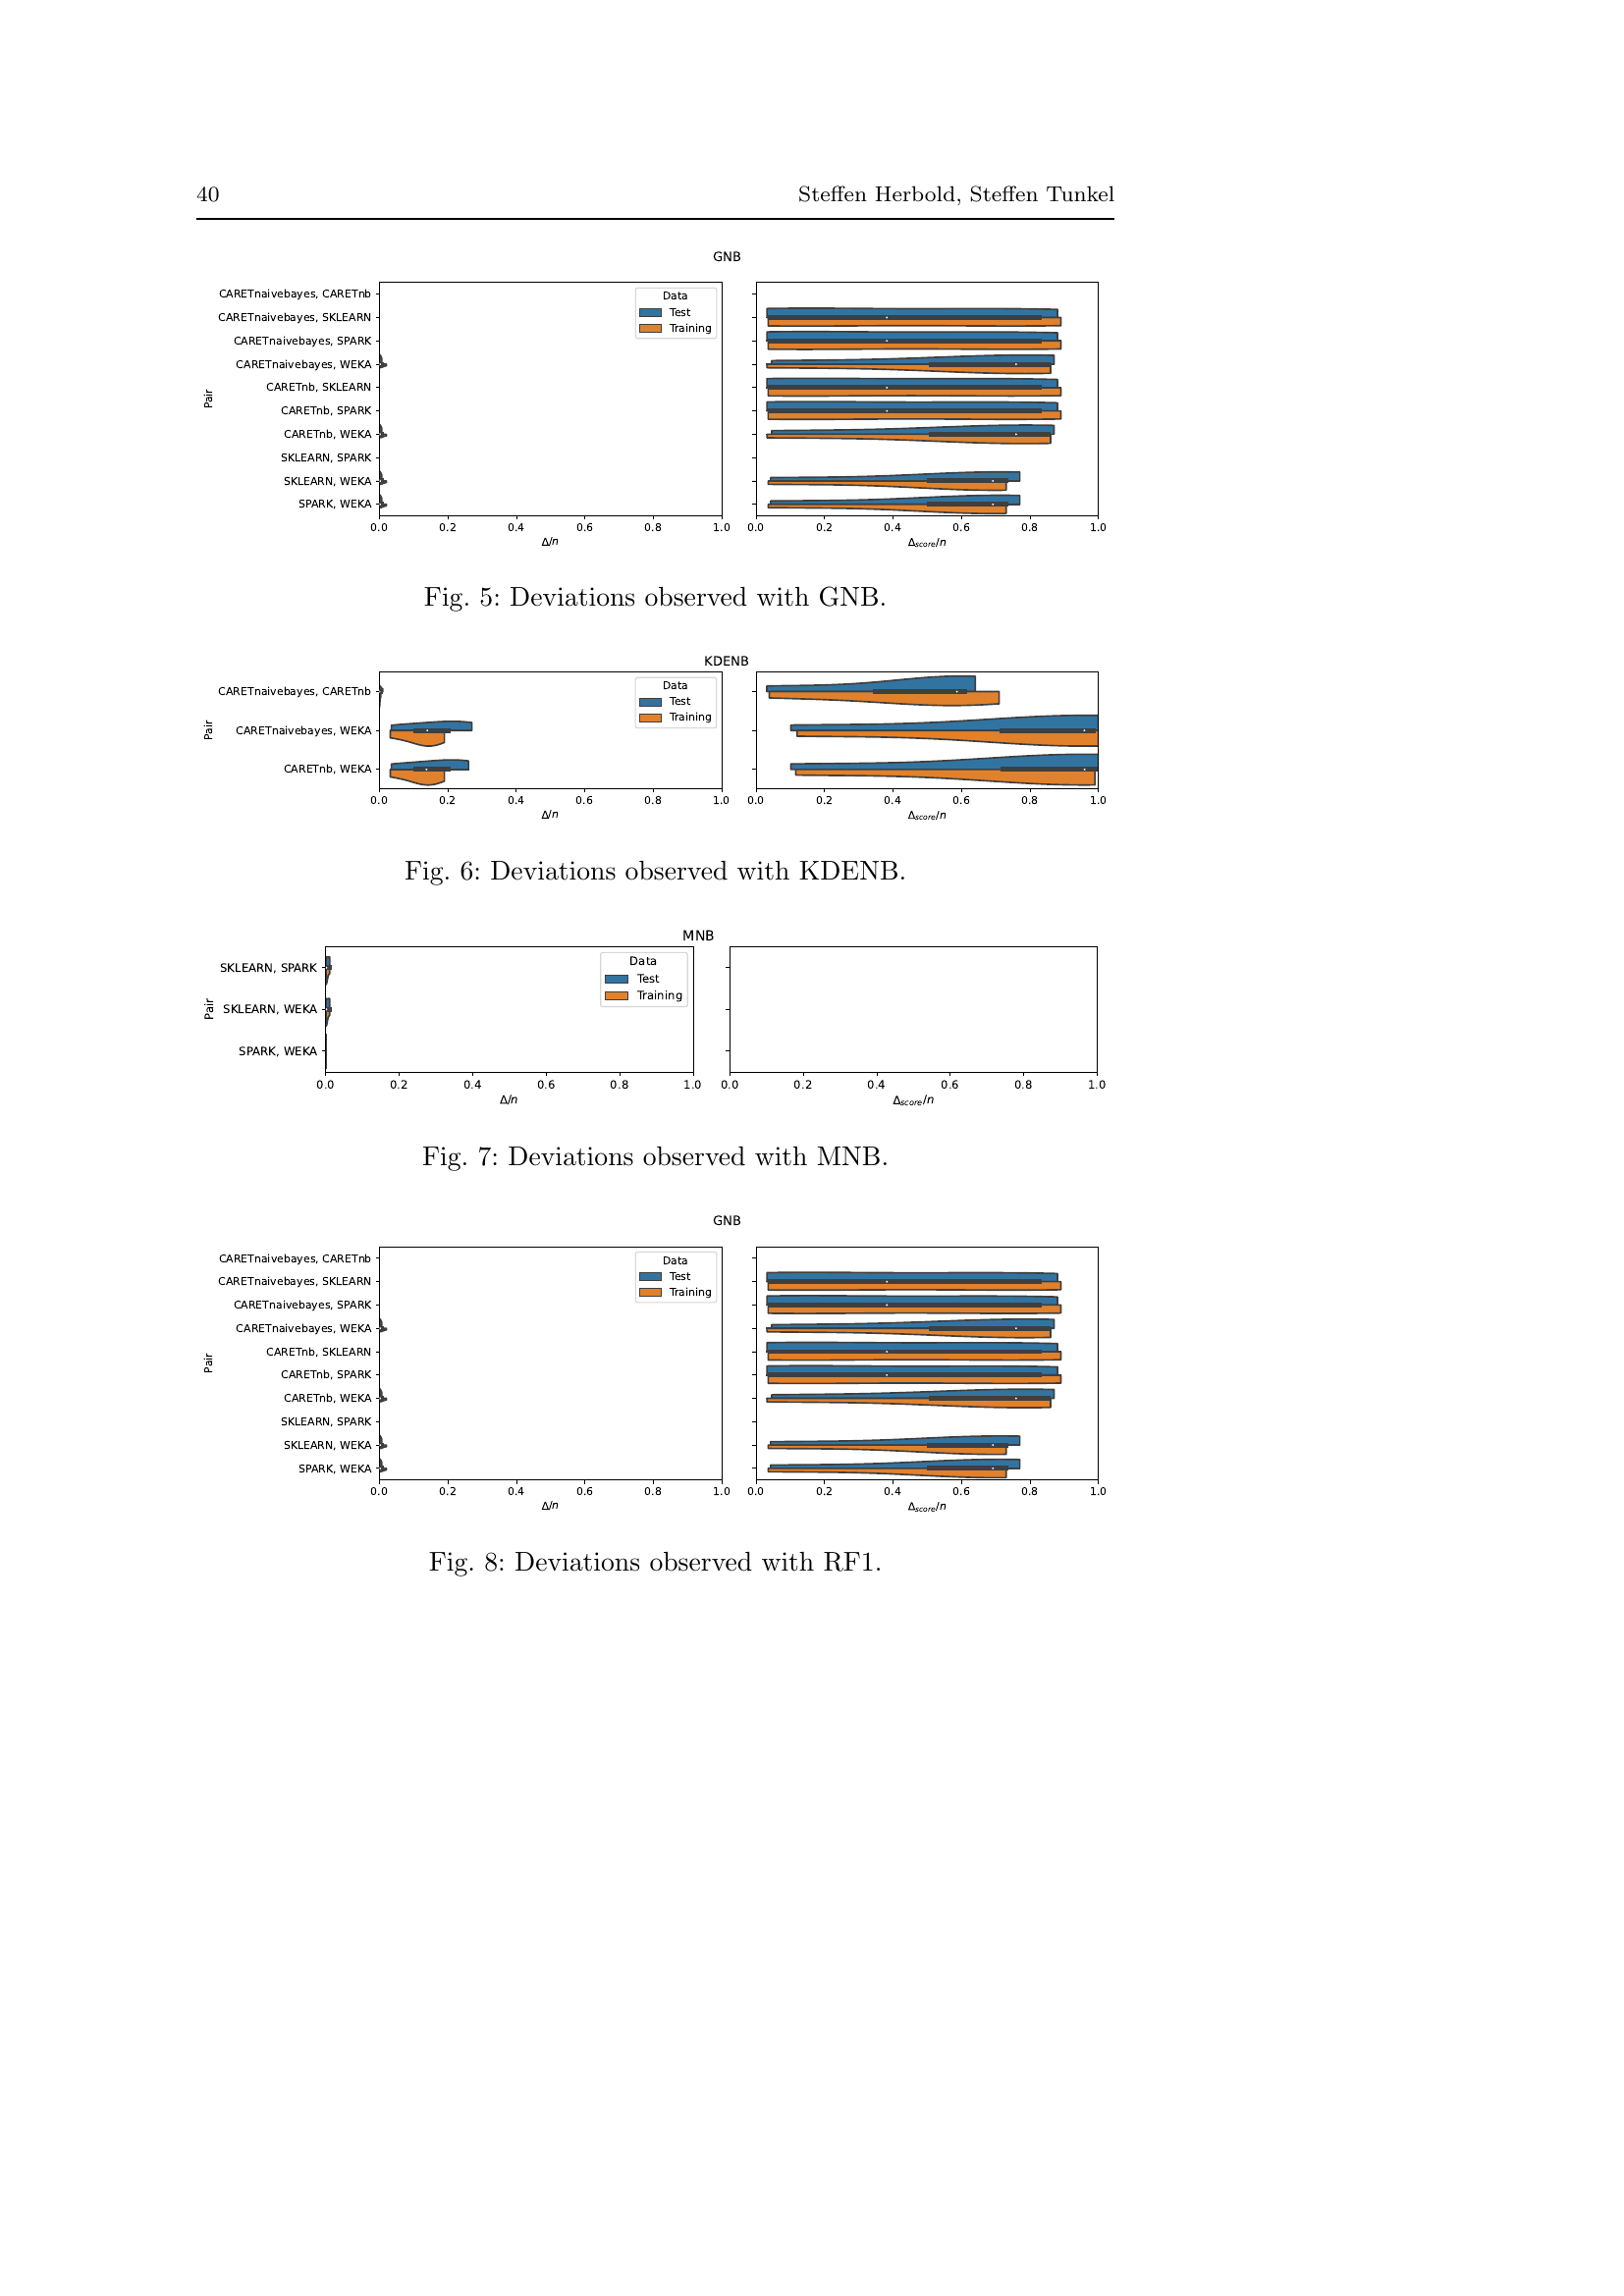 40
Steffen Herbold, Steffen Tunkel
GNB
CARETnaivebayes, CARETnb
CARETnaivebayes, SKLEARN
CARETnaivebayes, SPARK
CARETnaivebayes, WEKA
CARETnb, SKLEARN
CARETnb, SPARK
CARETnb, WEKA
SKLEARN, SPARK
SKLEARN, WEKA
SPARK, WEKA
Pair
Data
Test
Training
0.0 0.2 0.4 0.6 0.8 1.0
Δ/n
0.0 0.2 0.4 0.6 0.8 1.0
Δscore/n
Fig. 5: Deviations observed with GNB.
KDENB
CARETnaivebayes, CARETnb
CARETnaivebayes, WEKA
CARETnb, WEKA
Pair
Data
Test
Training
0.0 0.2 0.4 0.6 0.8 1.0
Δ/n
0.0 0.2 0.4 0.6 0.8 1.0
Δscore/n
Fig. 6: Deviations observed with KDENB.
MNB
SKLEARN, SPARK
SKLEARN, WEKA
SPARK, WEKA
Pair
Data
Test
Training
0.0 0.2 0.4 0.6 0.8 1.0
Δ/n
0.0 0.2 0.4 0.6 0.8 1.0
Δscore/n
Fig. 7: Deviations observed with MNB.
GNB
CARETnaivebayes, CARETnb
CARETnaivebayes, SKLEARN
CARETnaivebayes, SPARK
CARETnaivebayes, WEKA
CARETnb, SKLEARN
CARETnb, SPARK
CARETnb, WEKA
SKLEARN, SPARK
SKLEARN, WEKA
SPARK, WEKA
Pair
Data
Test
Training
0.0 0.2 0.4 0.6 0.8 1.0
Δ/n
0.0 0.2 0.4 0.6 0.8 1.0
Δscore/n
Fig. 8: Deviations observed with RF1.